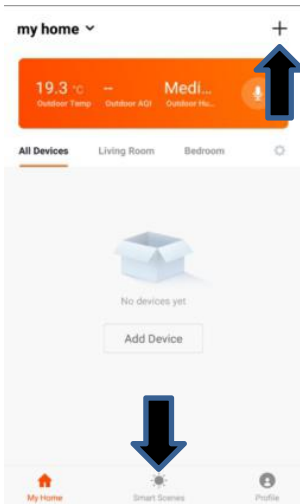 my home
19.3 °C -- Medí...
Outdoor Temp Outdoor AQI Outdoor Hu...
All Devices Living Room Bedroom
No devices yet
Add Device
My Home Smart Scenes Profile